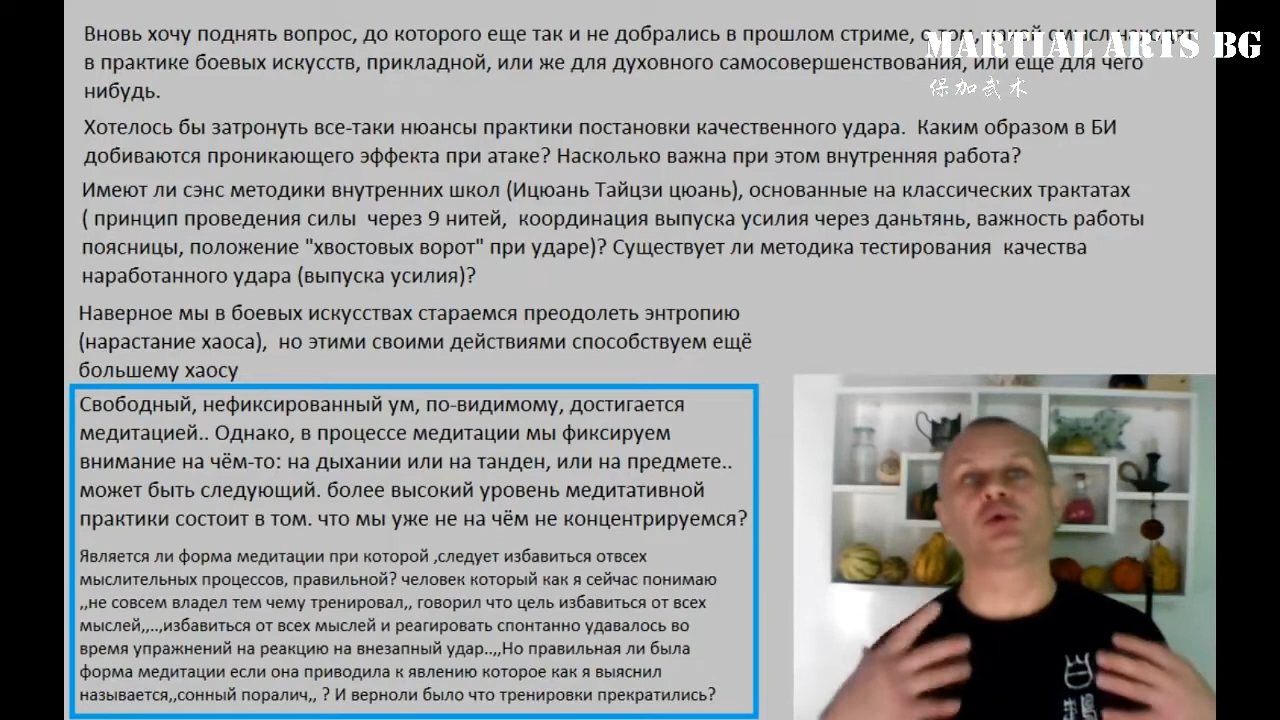 Вновь хочу поднять вопрос, до которого еще так и не добрались в прошлом стриме, о
MARTIAL ARTS BG
в практике боевых искусств, прикладной, или же для духовного самосовершенствования, или еще для чего
保加武术
нибудь.
Хотелось бы затронуть все-таки нюансы практики постановки качественного удара. Каким образом в БИ
добиваются проникающего эффекта при атаке? Насколько важна при этом внутренняя работа?
Имеют ли сэнс методики внутренних школ (Ицюань Тайцзи цюань), основанные на классических трактатах
( принцип проведения силы через 9 нитей, координация выпуска усилия через даньтянь, важность работы
поясницы, положение "хвостовых ворот" при ударе)? Существует ли методика тестирования качества
наработанного удара (выпуска усилия)?
Наверное мы в боевых искусствах стараемся преодолеть энтропию
(нарастание хаоса), но этими своими действиями способствуем ещё
большему хаосу
Свободный, нефиксированный ум, по-видимому, достигается
медитацией.. Однако, в процессе медитации мы фиксируем
внимание на чём-то: на дыхании или на танден, или на предмете..
может быть следующий. более высокий уровень медитативной
практики состоит в том. что мы уже не на чём не концентрируемся?
Является ли форма медитации при которой ,следует избавиться отвсех
мыслительных процессов, правильной? человек который как я сейчас понимаю
,,не совсем владел тем чему тренировал,, говорил что цель избавиться от всех
мыслей,,..,избавиться от всех мыслей и реагировать спонтанно удавалось во
время упражнений на реакцию на внезапный удар..,,Но правильная ли была
форма медитации если она приводила к явлению которое как я выяснил
называется,,сонный поралич,, ? И верноли было что тренировки прекратились?